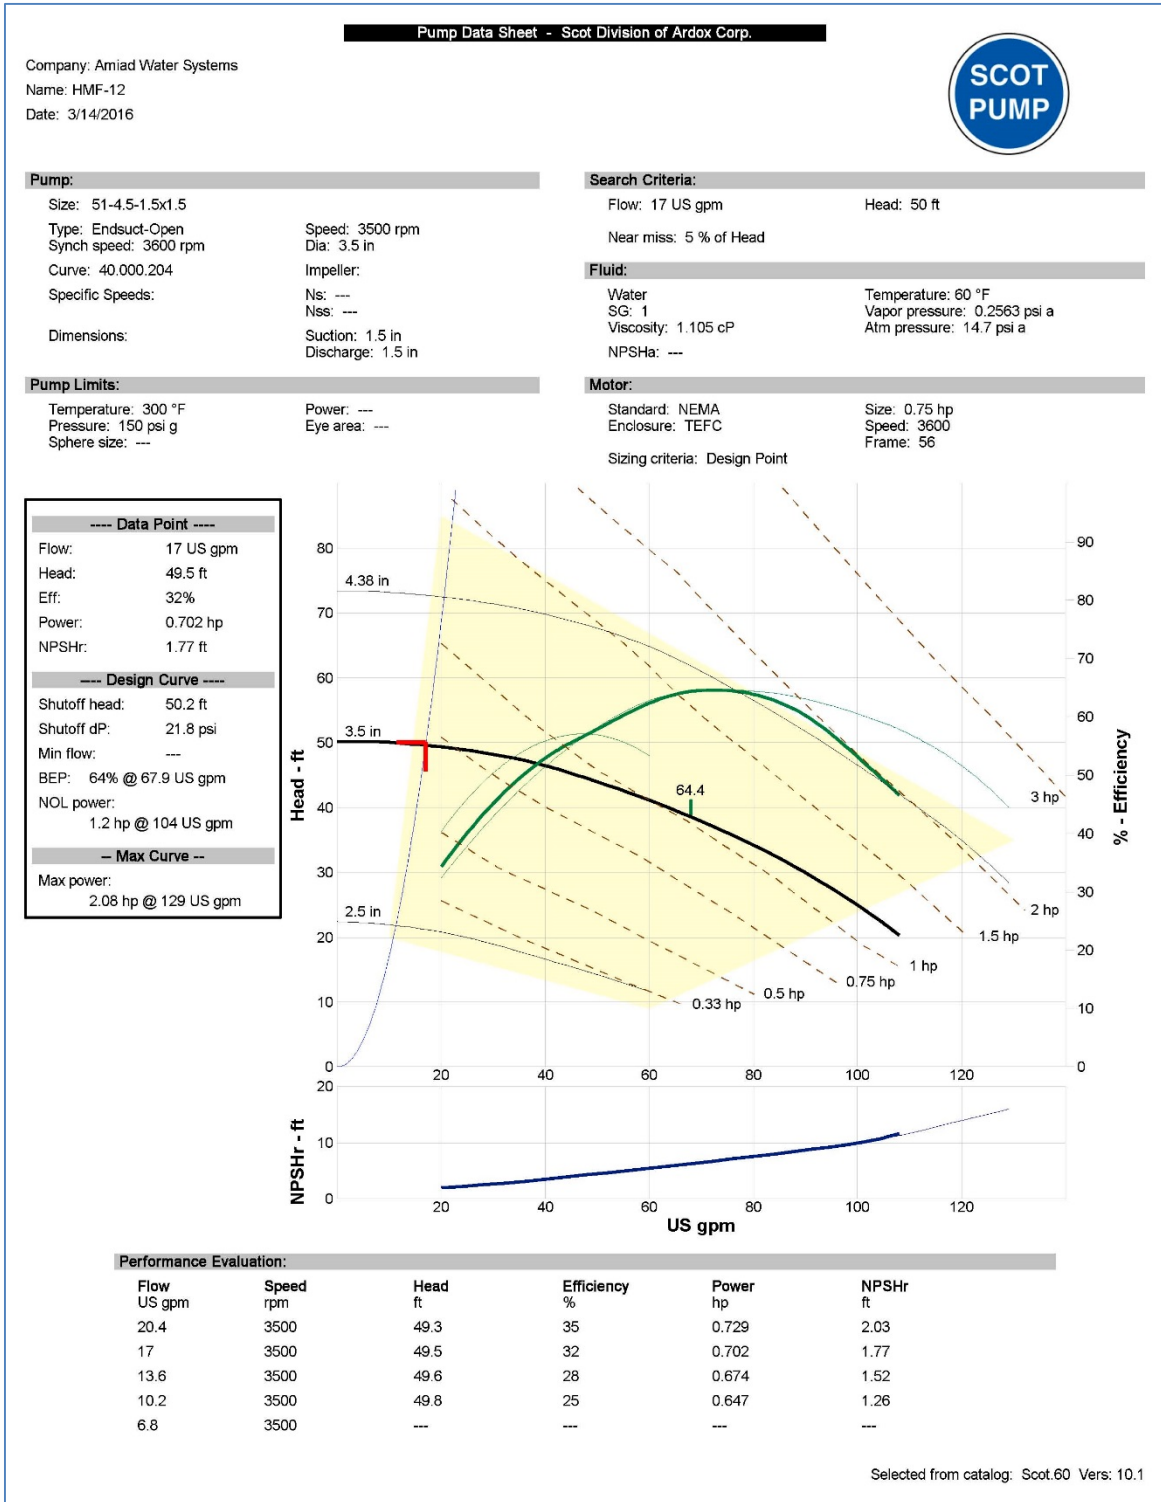 Pump Data Sheet - Scot Division of Ardox Corp.
Company: Amiad Water Systems
Name: HMF-12
Date: 3/14/2016
SCOT
PUMP
Pump:
Size: 51-4.5-1.5x1.5
Type: Endsuct-Open
Speed: 3500 rpm
Synch speed: 3600 rpm
Dia: 3.5 in
Curve: 40.000.204
Impeller:
Specific Speeds:
Ns: ---
Nss: ---
Dimensions:
Suction: 1.5 in
Discharge: 1.5 in
Search Criteria:
Flow: 17 US gpm
Head: 50 ft
Near miss: 5 % of Head
Fluid:
Water
Temperature: 60 °F
SG: 1
Vapor pressure: 0.2563 psi a
Viscosity: 1.105 cP
Atm pressure: 14.7 psi a
NPSHa: ---
Pump Limits:
Temperature: 300 °F
Power: ---
Pressure: 150 psi g
Eye area: ---
Sphere size: ---
Motor:
Standard: NEMA
Size: 0.75 hp
Enclosure: TEFC
Speed: 3600
Frame: 56
Sizing criteria: Design Point
---- Data Point ----
Flow: 17 US gpm
Head: 49.5 ft
Eff: 32%
Power: 0.702 hp
NPSHr: 1.77 ft
---- Design Curve ----
Shutoff head: 50.2 ft
Shutoff dP: 21.8 psi
Min flow: ---
BEP: 64% @ 67.9 US gpm
NOL power:
1.2 hp @ 104 US gpm
-- Max Curve --
Max power:
2.08 hp @ 129 US gpm
Head - ft
80
70
60
50
40
30
20
10
0
4.38 in
3.5 in
2.5 in
64.4
0.33 hp
0.5 hp
0.75 hp
1 hp
1.5 hp
2 hp
3 hp
90
80
70
60
50
40
30
20
10
0
% - Efficiency
20 40 60 80 100 120
NPSHr - ft
20
10
0
20 40 60 80 100 120
US gpm
Performance Evaluation:
Flow Speed Head Efficiency Power NPSHr
US gpm rpm ft % hp ft
20.4 3500 49.3 35 0.729 2.03
17 3500 49.5 32 0.702 1.77
13.6 3500 49.6 28 0.674 1.52
10.2 3500 49.8 25 0.647 1.26
6.8 3500 --- --- --- ---
Selected from catalog: Scot.60 Vers: 10.1